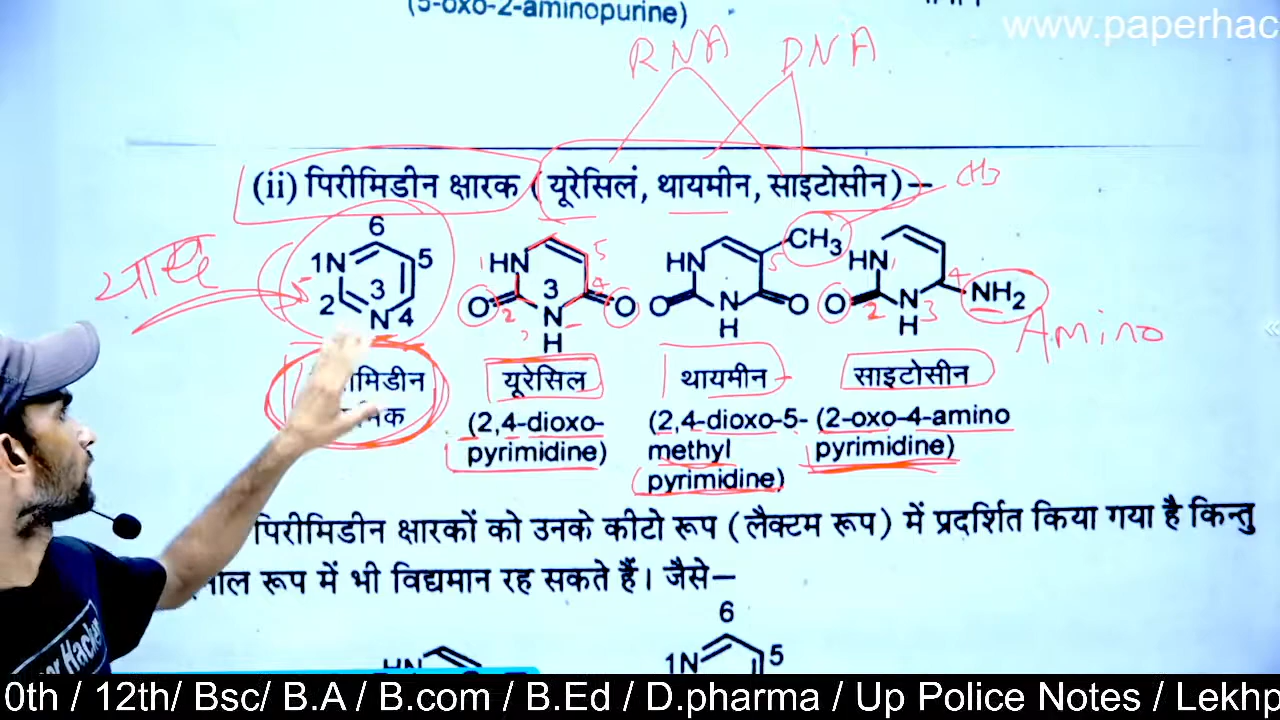 (5-oxo-2-aminopurine)
www.paperhac
RNA DNA
(ii) पिरीमिडीन क्षारक (यूरेसिलं, थायमीन, साइटोसीन)–
CH3
6
1N 5
3
2 N 4
1 HN 5
3 4
O 2 N O
H
HN 5 CH3
O N O
H
HN 1
4 NH2
O 2 N 3
H
Amino
यूरेसिल
थायमीन
साइटोसीन
(2,4-dioxo-
pyrimidine)
(2,4-dioxo-5-
methyl
pyrimidine)
(2-oxo-4-amino
pyrimidine)
पिरीमिडीन क्षारकों को उनके कीटो रूप (लैक्टम रूप) में प्रदर्शित किया गया है किन्तु
रूप में भी विद्यमान रह सकते हैं। जैसे–
6
HN 1N 5
0th / 12th/ Bsc/ B.A / B.com / B.Ed / D.pharma / Up Police Notes / Lekhp